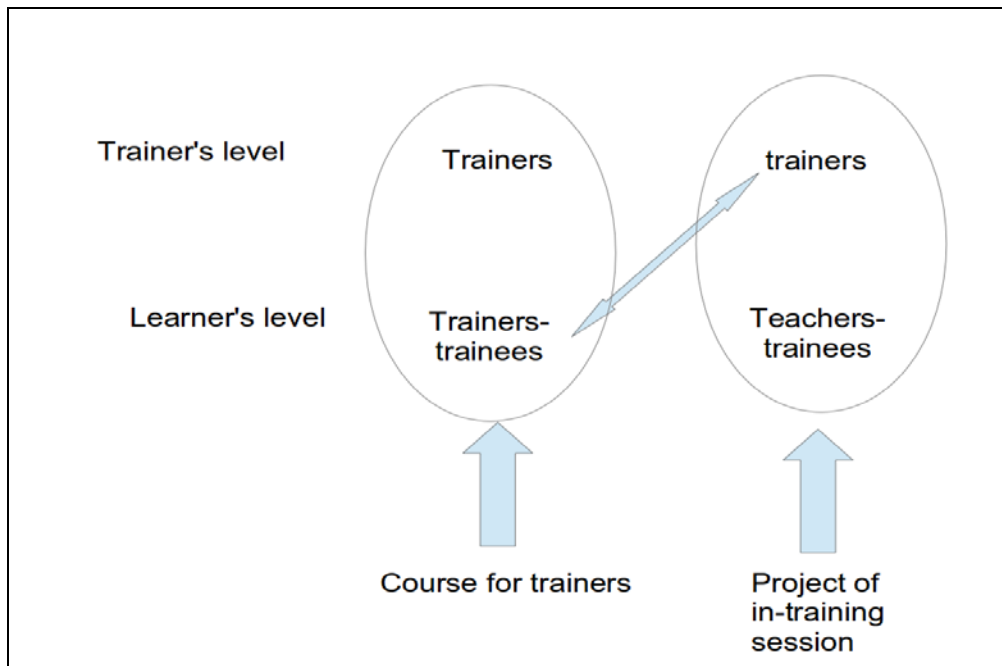 Trainer's level
Trainers
trainers
Learner's level
Trainers-
trainees
Teachers-
trainees
Course for trainers
Project of
in-training
session